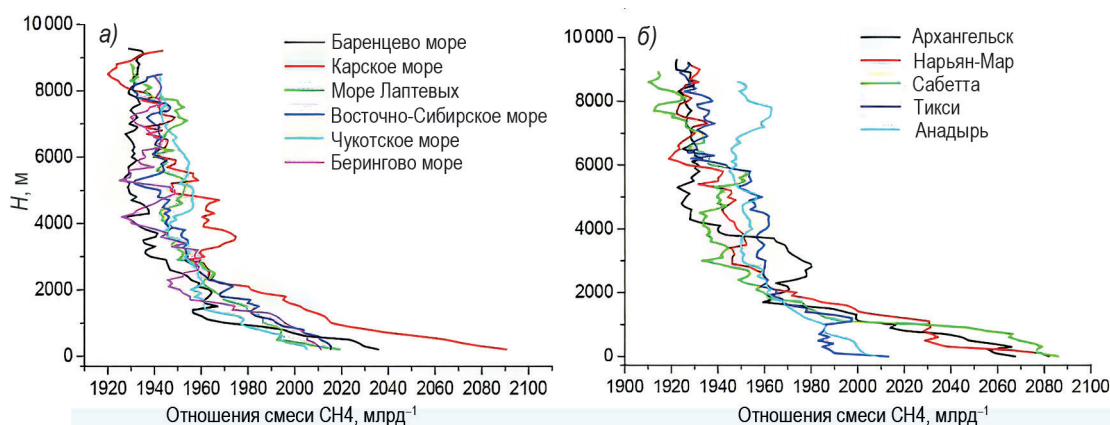 а)
Баренцево море
Карское море
Море Лаптевых
Восточно-Сибирское море
Чукотское море
Берингово море
H, м
10 000
8000
6000
4000
2000
0
1920 1940 1960 1980 2000 2020 2040 2060 2080 2100
Отношения смеси CH4, млрд⁻¹
б)
Архангельск
Нарьян-Мар
Сабетта
Тикси
Анадырь
10000
8000
6000
4000
2000
0
1900 1920 1940 1960 1980 2000 2020 2040 2060 2080 2100
Отношения смеси CH4, млрд⁻¹